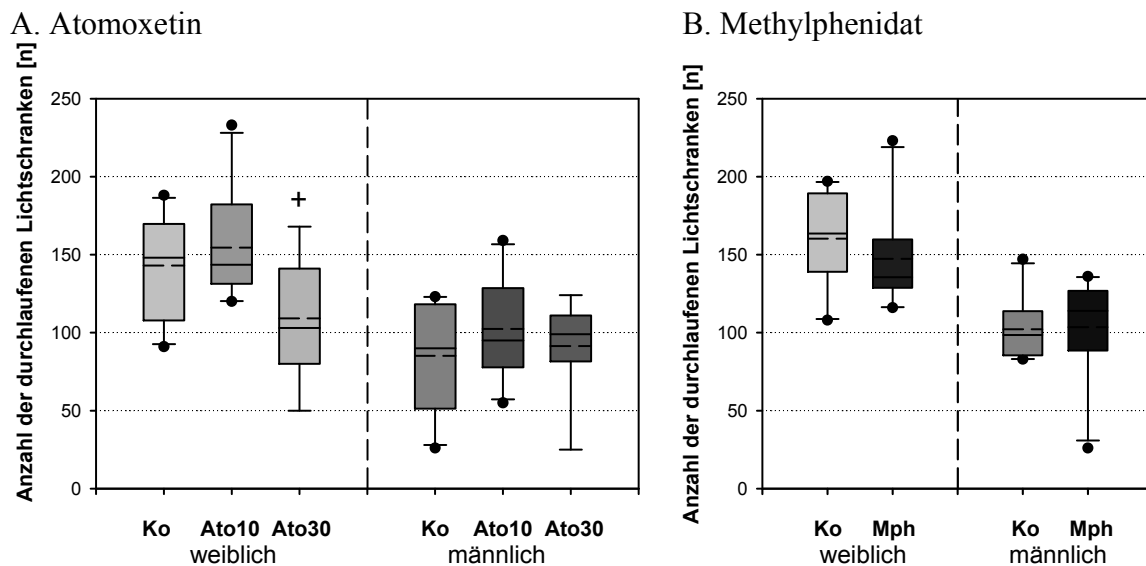 A. Atomoxetin
Anzahl der durchlaufenen Lichtschranken [n]
250
200
150
100
50
0
+
Ko Ato10 Ato30 Ko Ato10 Ato30
weiblich männlich
B. Methylphenidat
Anzahl der durchlaufenen Lichtschranken [n]
250
200
150
100
50
0
Ko Mph Ko Mph
weiblich männlich